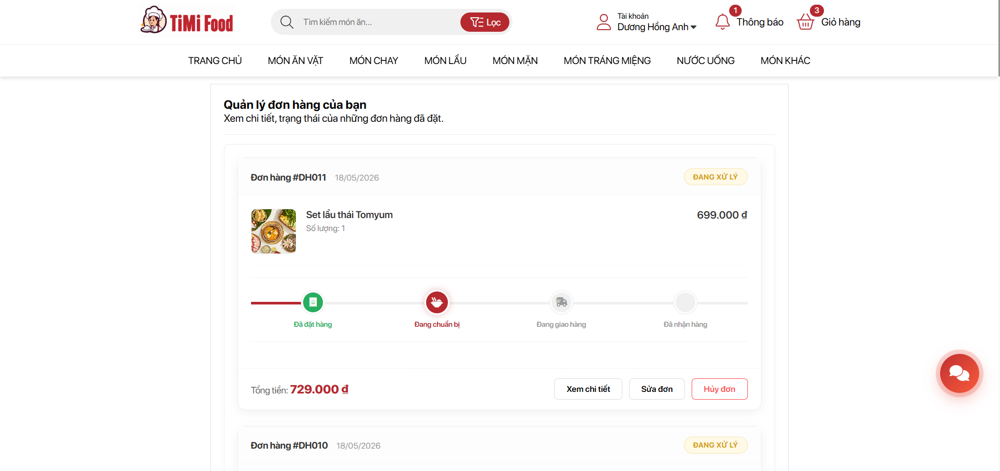 TiMi Food
Tìm kiếm món ăn...
Lọc
Tài khoản
Dương Hồng Anh
1
Thông báo
3
Giỏ hàng
TRANG CHỦ
MÓN ĂN VẶT
MÓN CHAY
MÓN LẨU
MÓN MẶN
MÓN TRÁNG MIỆNG
NƯỚC UỐNG
MÓN KHÁC
Quản lý đơn hàng của bạn
Xem chi tiết, trạng thái của những đơn hàng đã đặt.
Đơn hàng #DH011 18/05/2026
ĐANG XỬ LÝ
Set lẩu thái Tomyum
699.000 ₫
Số lượng: 1
Đã đặt hàng
Đang chuẩn bị
Đang giao hàng
Đã nhận hàng
Tổng tiền: 729.000 ₫
Xem chi tiết
Sửa đơn
Hủy đơn
Đơn hàng #DH010 18/05/2026
ĐANG XỬ LÝ